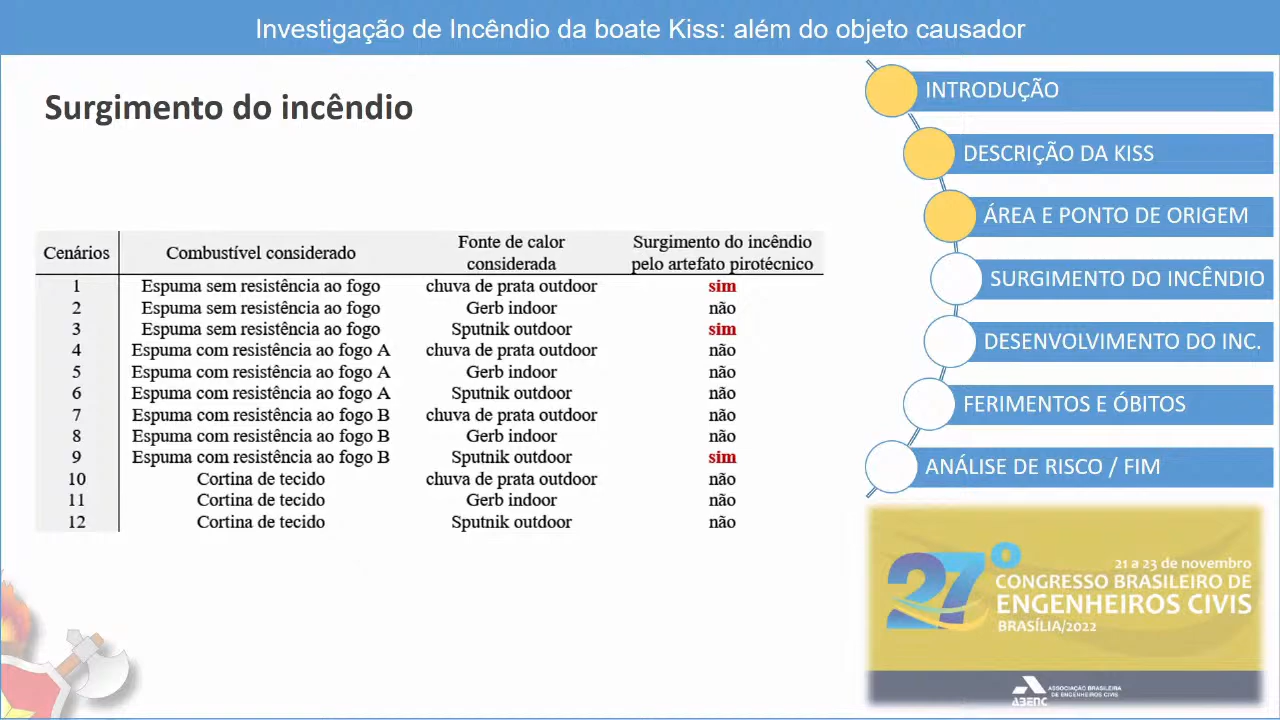 Investigação de Incêndio da boate Kiss: além do objeto causador
Surgimento do incêndio
Cenários Combustível considerado Fonte de calor considerada Surgimento do incêndio pelo artefato pirotécnico
1 Espuma sem resistência ao fogo chuva de prata outdoor sim
2 Espuma sem resistência ao fogo Gerb indoor não
3 Espuma sem resistência ao fogo Sputnik outdoor sim
4 Espuma com resistência ao fogo A chuva de prata outdoor não
5 Espuma com resistência ao fogo A Gerb indoor não
6 Espuma com resistência ao fogo A Sputnik outdoor não
7 Espuma com resistência ao fogo B chuva de prata outdoor não
8 Espuma com resistência ao fogo B Gerb indoor não
9 Espuma com resistência ao fogo B Sputnik outdoor sim
10 Cortina de tecido chuva de prata outdoor não
11 Cortina de tecido Gerb indoor não
12 Cortina de tecido Sputnik outdoor não
INTRODUÇÃO
DESCRIÇÃO DA KISS
ÁREA E PONTO DE ORIGEM
SURGIMENTO DO INCÊNDIO
DESENVOLVIMENTO DO INC.
FERIMENTOS E ÓBITOS
ANÁLISE DE RISCO / FIM
27º
21 a 23 de novembro
CONGRESSO BRASILEIRO DE
ENGENHEIROS CIVIS
BRASÍLIA/2022
ABENC
ASSOCIAÇÃO BRASILEIRA
DE ENGENHEIROS CIVIS